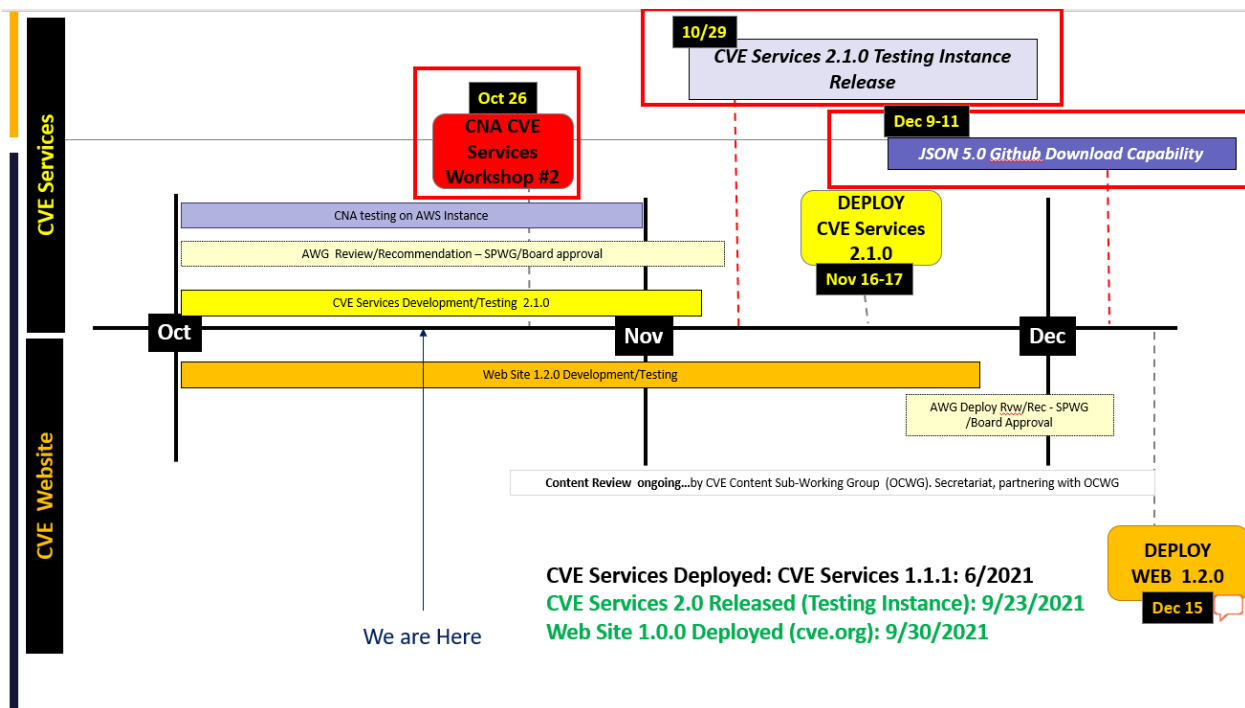 CVE Services
10/29
CVE Services 2.1.0 Testing Instance
Release
Oct 26
CNA CVE
Services
Workshop #2
Dec 9-11
JSON 5.0 Github Download Capability
CNA testing on AWS Instance
AWG Review/Recommendation – SPWG/Board approval
DEPLOY
CVE Services
2.1.0
Nov 16-17
CVE Services Development/Testing 2.1.0
Oct
Nov
Dec
CVE Website
Web Site 1.2.0 Development/Testing
AWG Deploy Rvw/Rec - SPWG
/Board Approval
Content Review ongoing...by CVE Content Sub-Working Group (OCWG). Secretariat, partnering with OCWG
DEPLOY
WEB 1.2.0
Dec 15
CVE Services Deployed: CVE Services 1.1.1: 6/2021
CVE Services 2.0 Released (Testing Instance): 9/23/2021
Web Site 1.0.0 Deployed (cve.org): 9/30/2021
We are Here